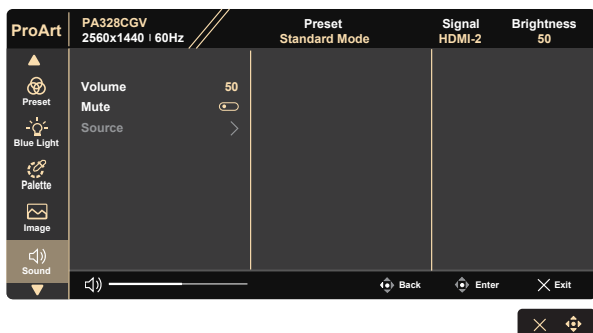 ProArt
PA328CGV
2560x1440 | 60Hz
Preset
Standard Mode
Signal
HDMI-2
Brightness
50
Preset
Blue Light
Palette
Image
Sound
Volume 50
Mute
Source
Back
Enter
Exit